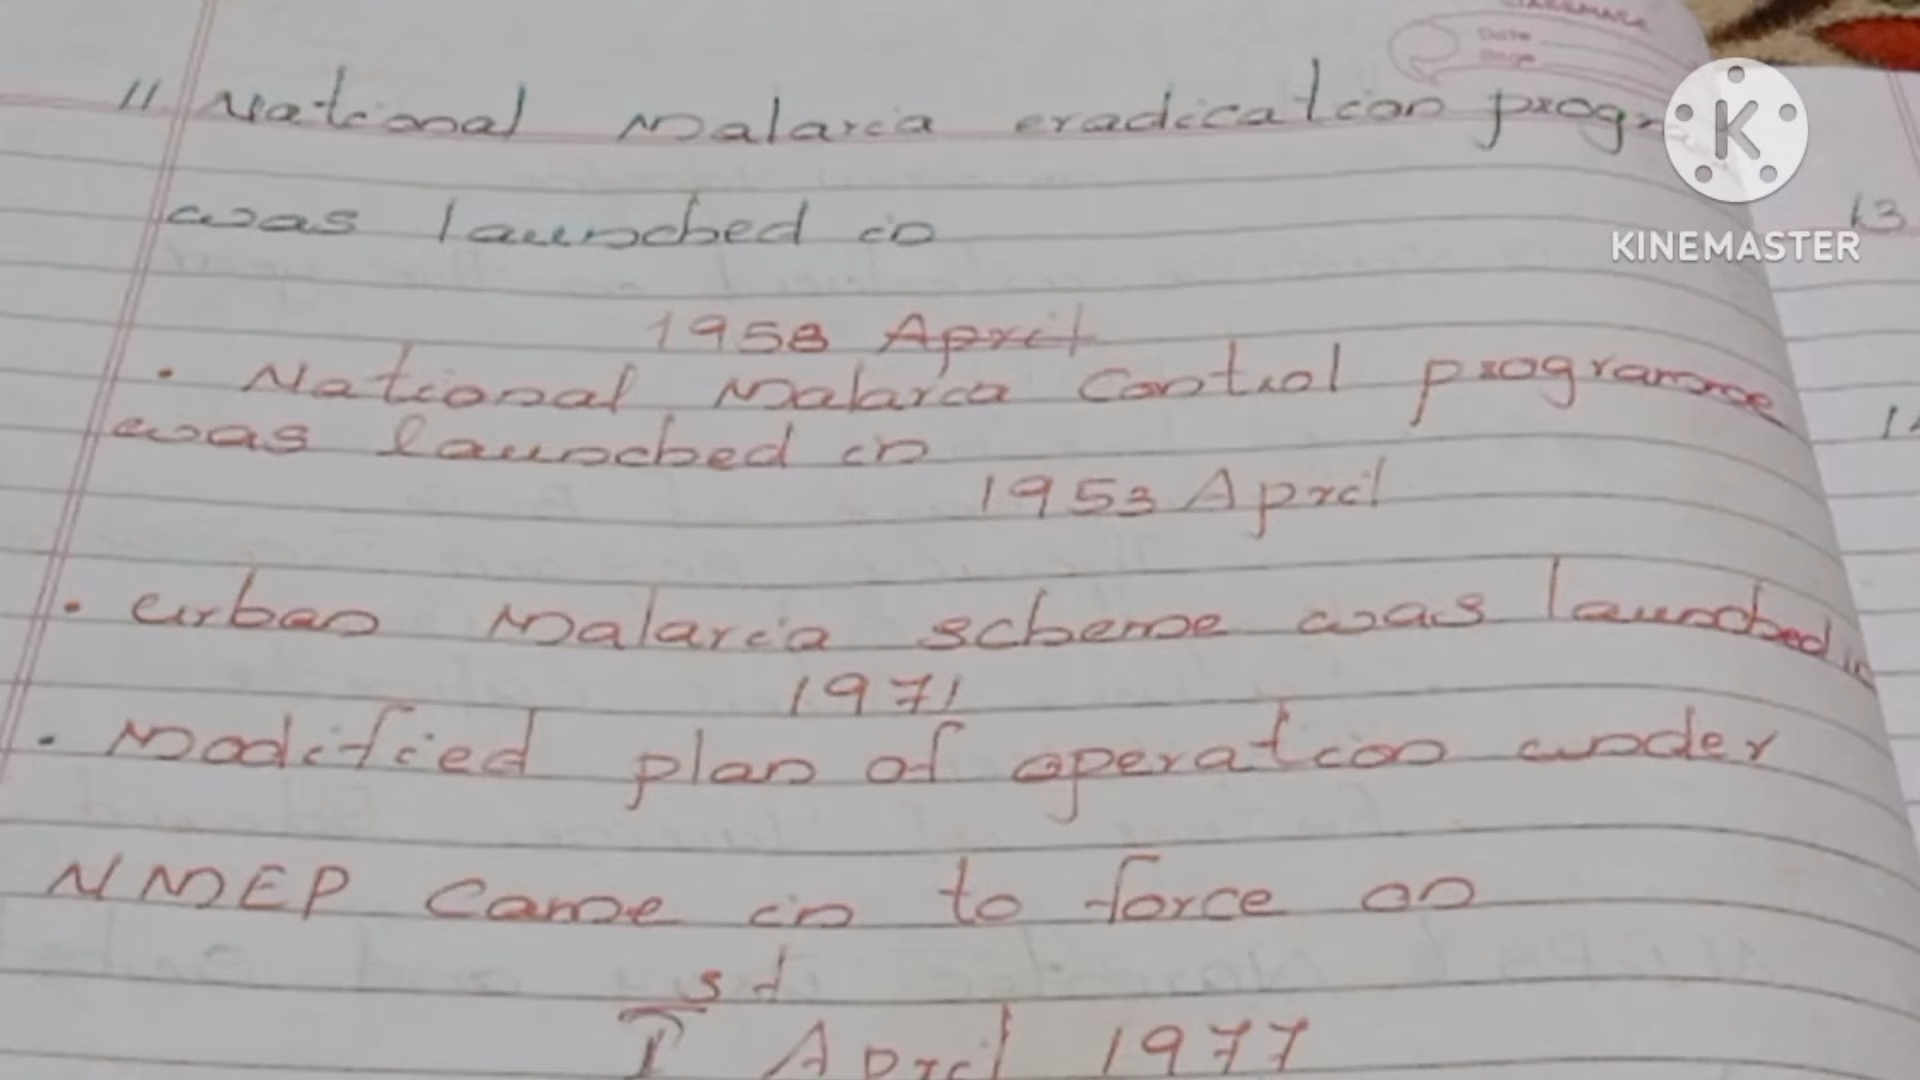 Date
Page
11 National Malaria eradication progr
KINEMASTER
13
was launched in
1958 April
. National Malaria Control programme
was launched in
1953 April
. urban Malaria scheme was launched in
1971
. Modified plan of operation under
NMEP Came in to force on
1st April 1977